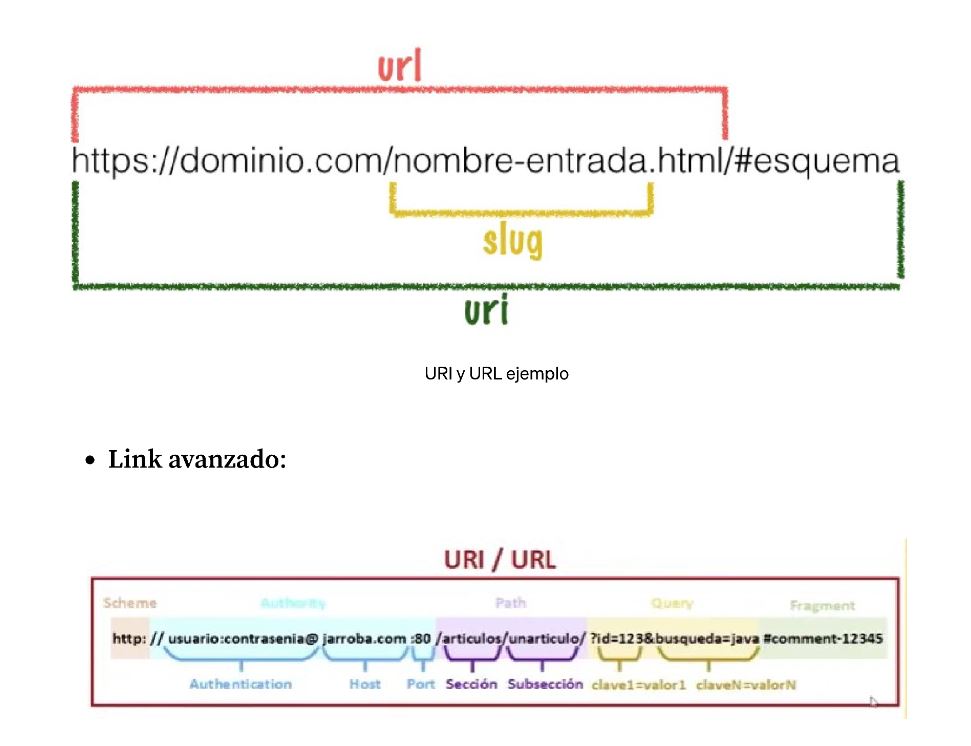 url
https://dominio.com/nombre-entrada.html/#esquema
slug
uri
URI y URL ejemplo
• Link avanzado:
URI / URL
Scheme Authority Path Query Fragment
http: // usuario:contrasenia@ jarroba.com :80 /articulos/unarticulo/ ?id=123&busqueda=java #comment-12345
Authentication Host Port Sección Subsección clave1=valor1 claveN=valorN